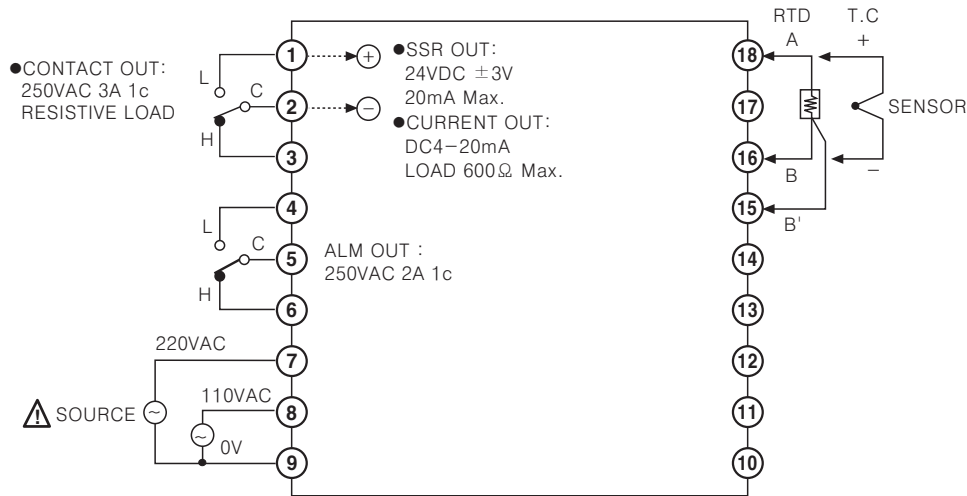 ●CONTACT OUT:
250VAC 3A 1c
RESISTIVE LOAD
L
C
H
1
2
3
+
−
●SSR OUT:
24VDC ±3V
20mA Max.
●CURRENT OUT:
DC4-20mA
LOAD 600Ω Max.
L
C
H
4
5
6
ALM OUT :
250VAC 2A 1c
220VAC
7
110VAC
8
⚠ SOURCE
~
~
0V
9
RTD
T.C
A
+
18
17
SENSOR
16
B
−
15
B'
14
13
12
11
10